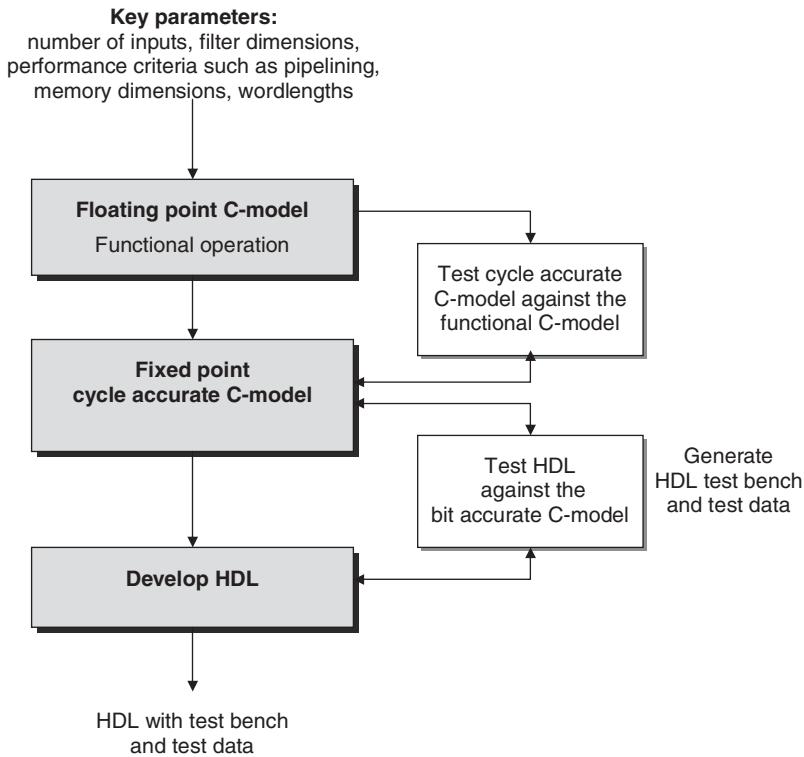 Key parameters:
number of inputs, filter dimensions,
performance criteria such as pipelining,
memory dimensions, wordlengths
Floating point C-model
Functional operation
Test cycle accurate
C-model against the
functional C-model
Fixed point
cycle accurate C-model
Test HDL
against the
bit accurate C-model
Generate
HDL test bench
and test data
Develop HDL
HDL with test bench
and test data